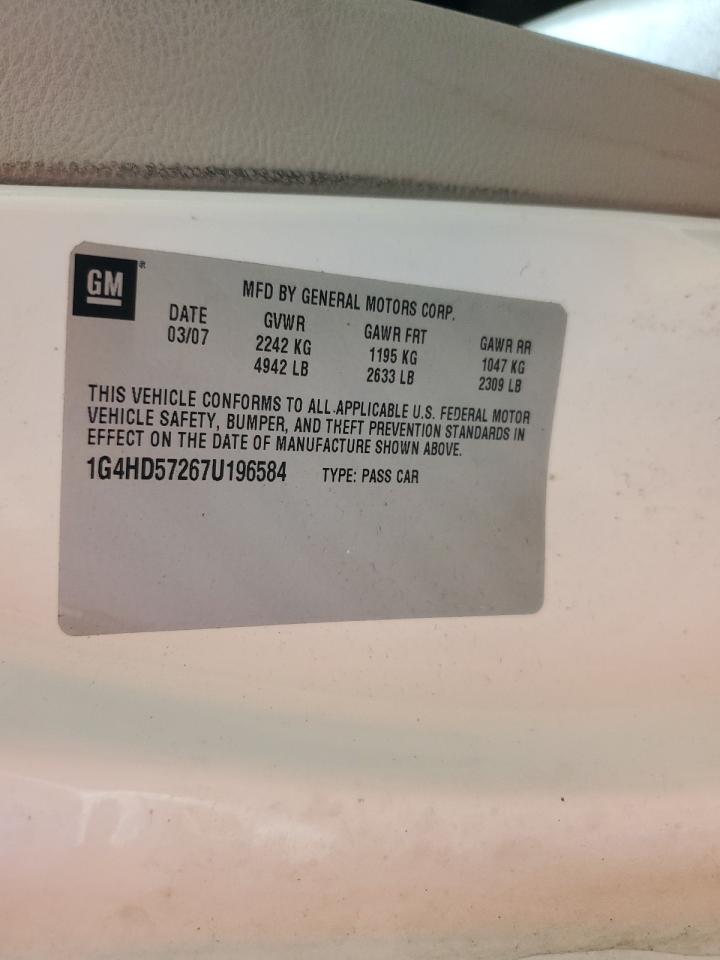 GM®
MFD BY GENERAL MOTORS CORP.
DATE GVWR GAWR FRT GAWR RR
03/07 2242 KG 1195 KG 1047 KG
4942 LB 2633 LB 2309 LB
THIS VEHICLE CONFORMS TO ALL APPLICABLE U.S. FEDERAL MOTOR
VEHICLE SAFETY, BUMPER, AND THEFT PREVENTION STANDARDS IN
EFFECT ON THE DATE OF MANUFACTURE SHOWN ABOVE.
1G4HD57267U196584 TYPE: PASS CAR